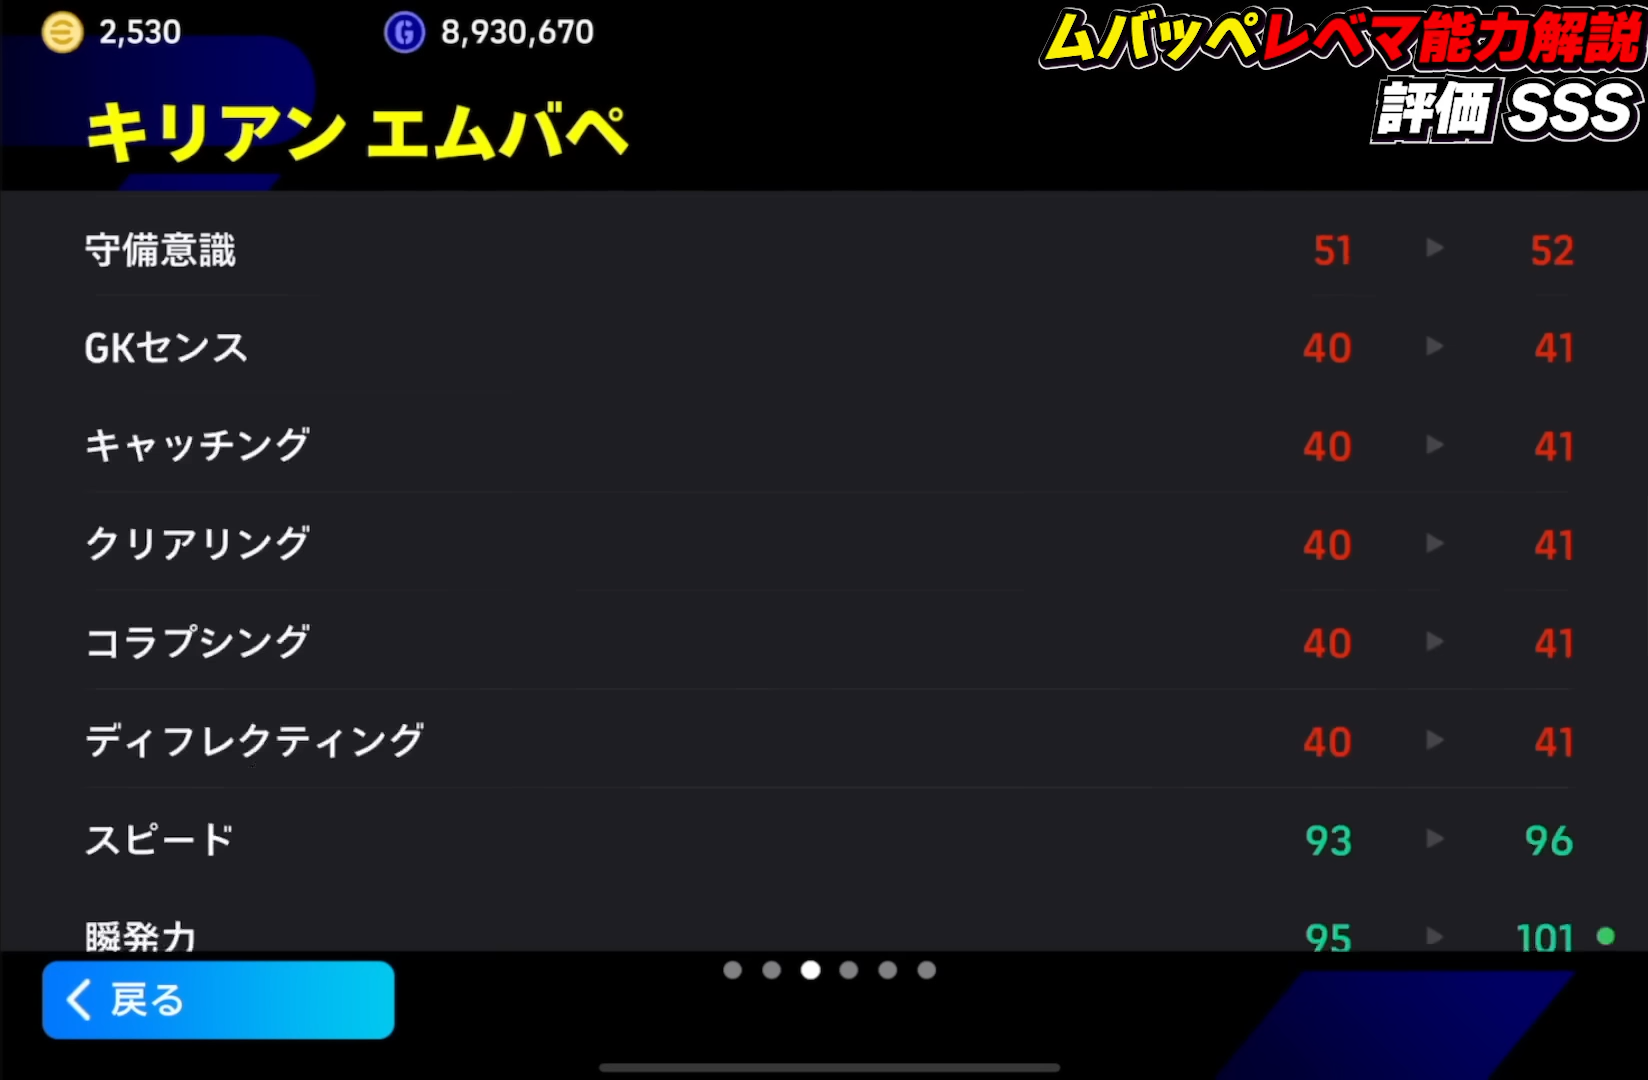 2,530 8,930,670
ムバッペレベマ能力解説
評価 SSS
キリアン エムバペ
守備意識 51 ▶ 52
GKセンス 40 ▶ 41
キャッチング 40 ▶ 41
クリアリング 40 ▶ 41
コラプシング 40 ▶ 41
ディフレクティング 40 ▶ 41
スピード 93 ▶ 96
瞬発力 95 ▶ 101
戻る